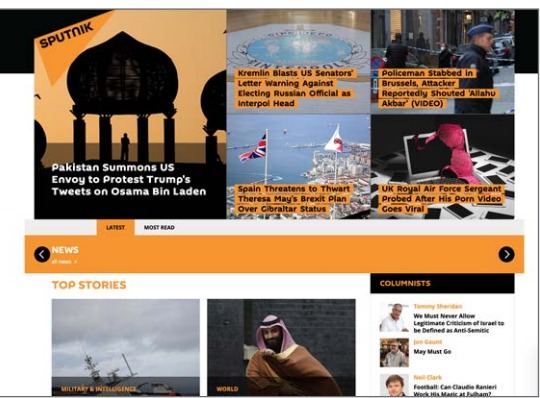 SPUTNIK
Pakistan Summons US
Envoy to Protest Trump's
Tweets on Osama Bin Laden
Kremlin Blasts US Senators'
Letter Warning Against
Electing Russian Official as
Interpol Head
Policeman Stabbed in
Brussels, Attacker
Reportedly Shouted 'Allahu
Akbar' (VIDEO)
Spain Threatens to Thwart
Theresa May's Brexit Plan
Over Gibraltar Status
UK Royal Air Force Sergeant
Probed After His Porn Video
Goes Viral
LATEST
MOST READ
NEWS
all news
TOP STORIES
MILITARY & INTELLIGENCE
WORLD
COLUMNISTS
Tommy Sheridan
We Must Never Allow
Legitimate Criticism of Israel to
be Defined as Anti-Semitic
Jon Gaunt
May Must Go
Neil Clark
Football: Can Claudio Ranieri
Work His Magic at Fulham?